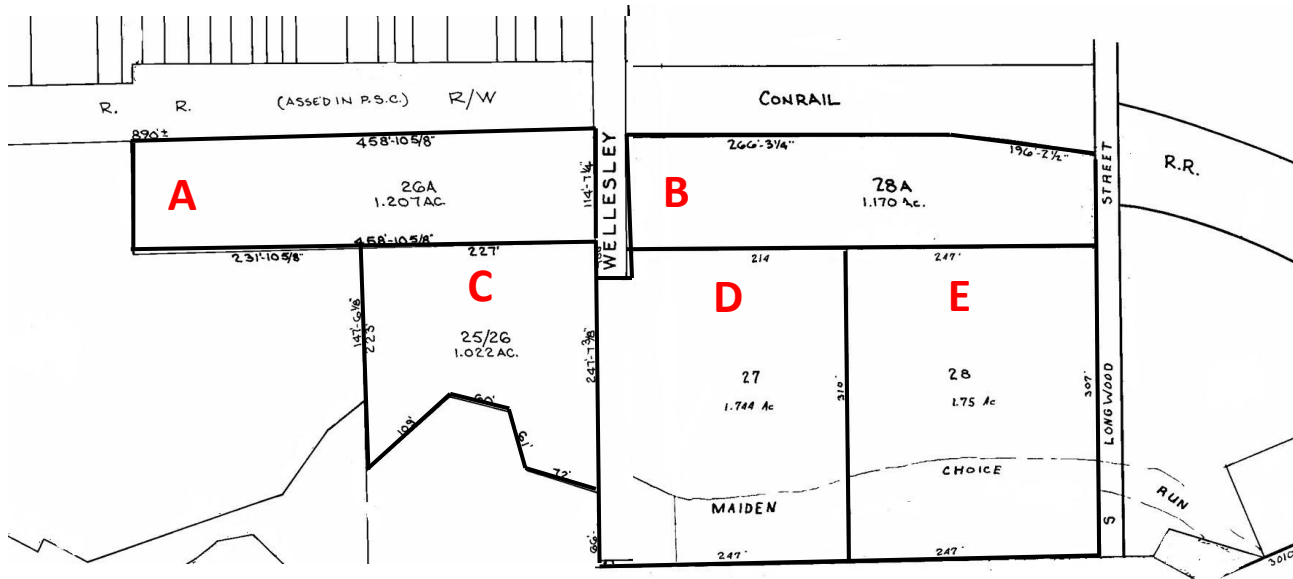 R. R. (ASSED IN P.S.C.) R/W
CONRAIL
890'±
458'-10 5/8"
266'-3 1/4"
196'-2 1/2"
R.R.
WELLESLEY
STREET
A
26A
1.207 AC.
114'-7 1/4"
B
28A
1.170 Ac.
458'-10 5/8"
231'-10 5/8"
227'
214
247'
C
D
E
147'-6 1/8"
223'
25/26
1.022 AC.
247'-7 3/8"
27
1.744 Ac
310'
28
1.75 Ac
307'
LONGWOOD
109'
60'
61'
72'
MAIDEN
CHOICE
RUN
S
66'
247'
247'